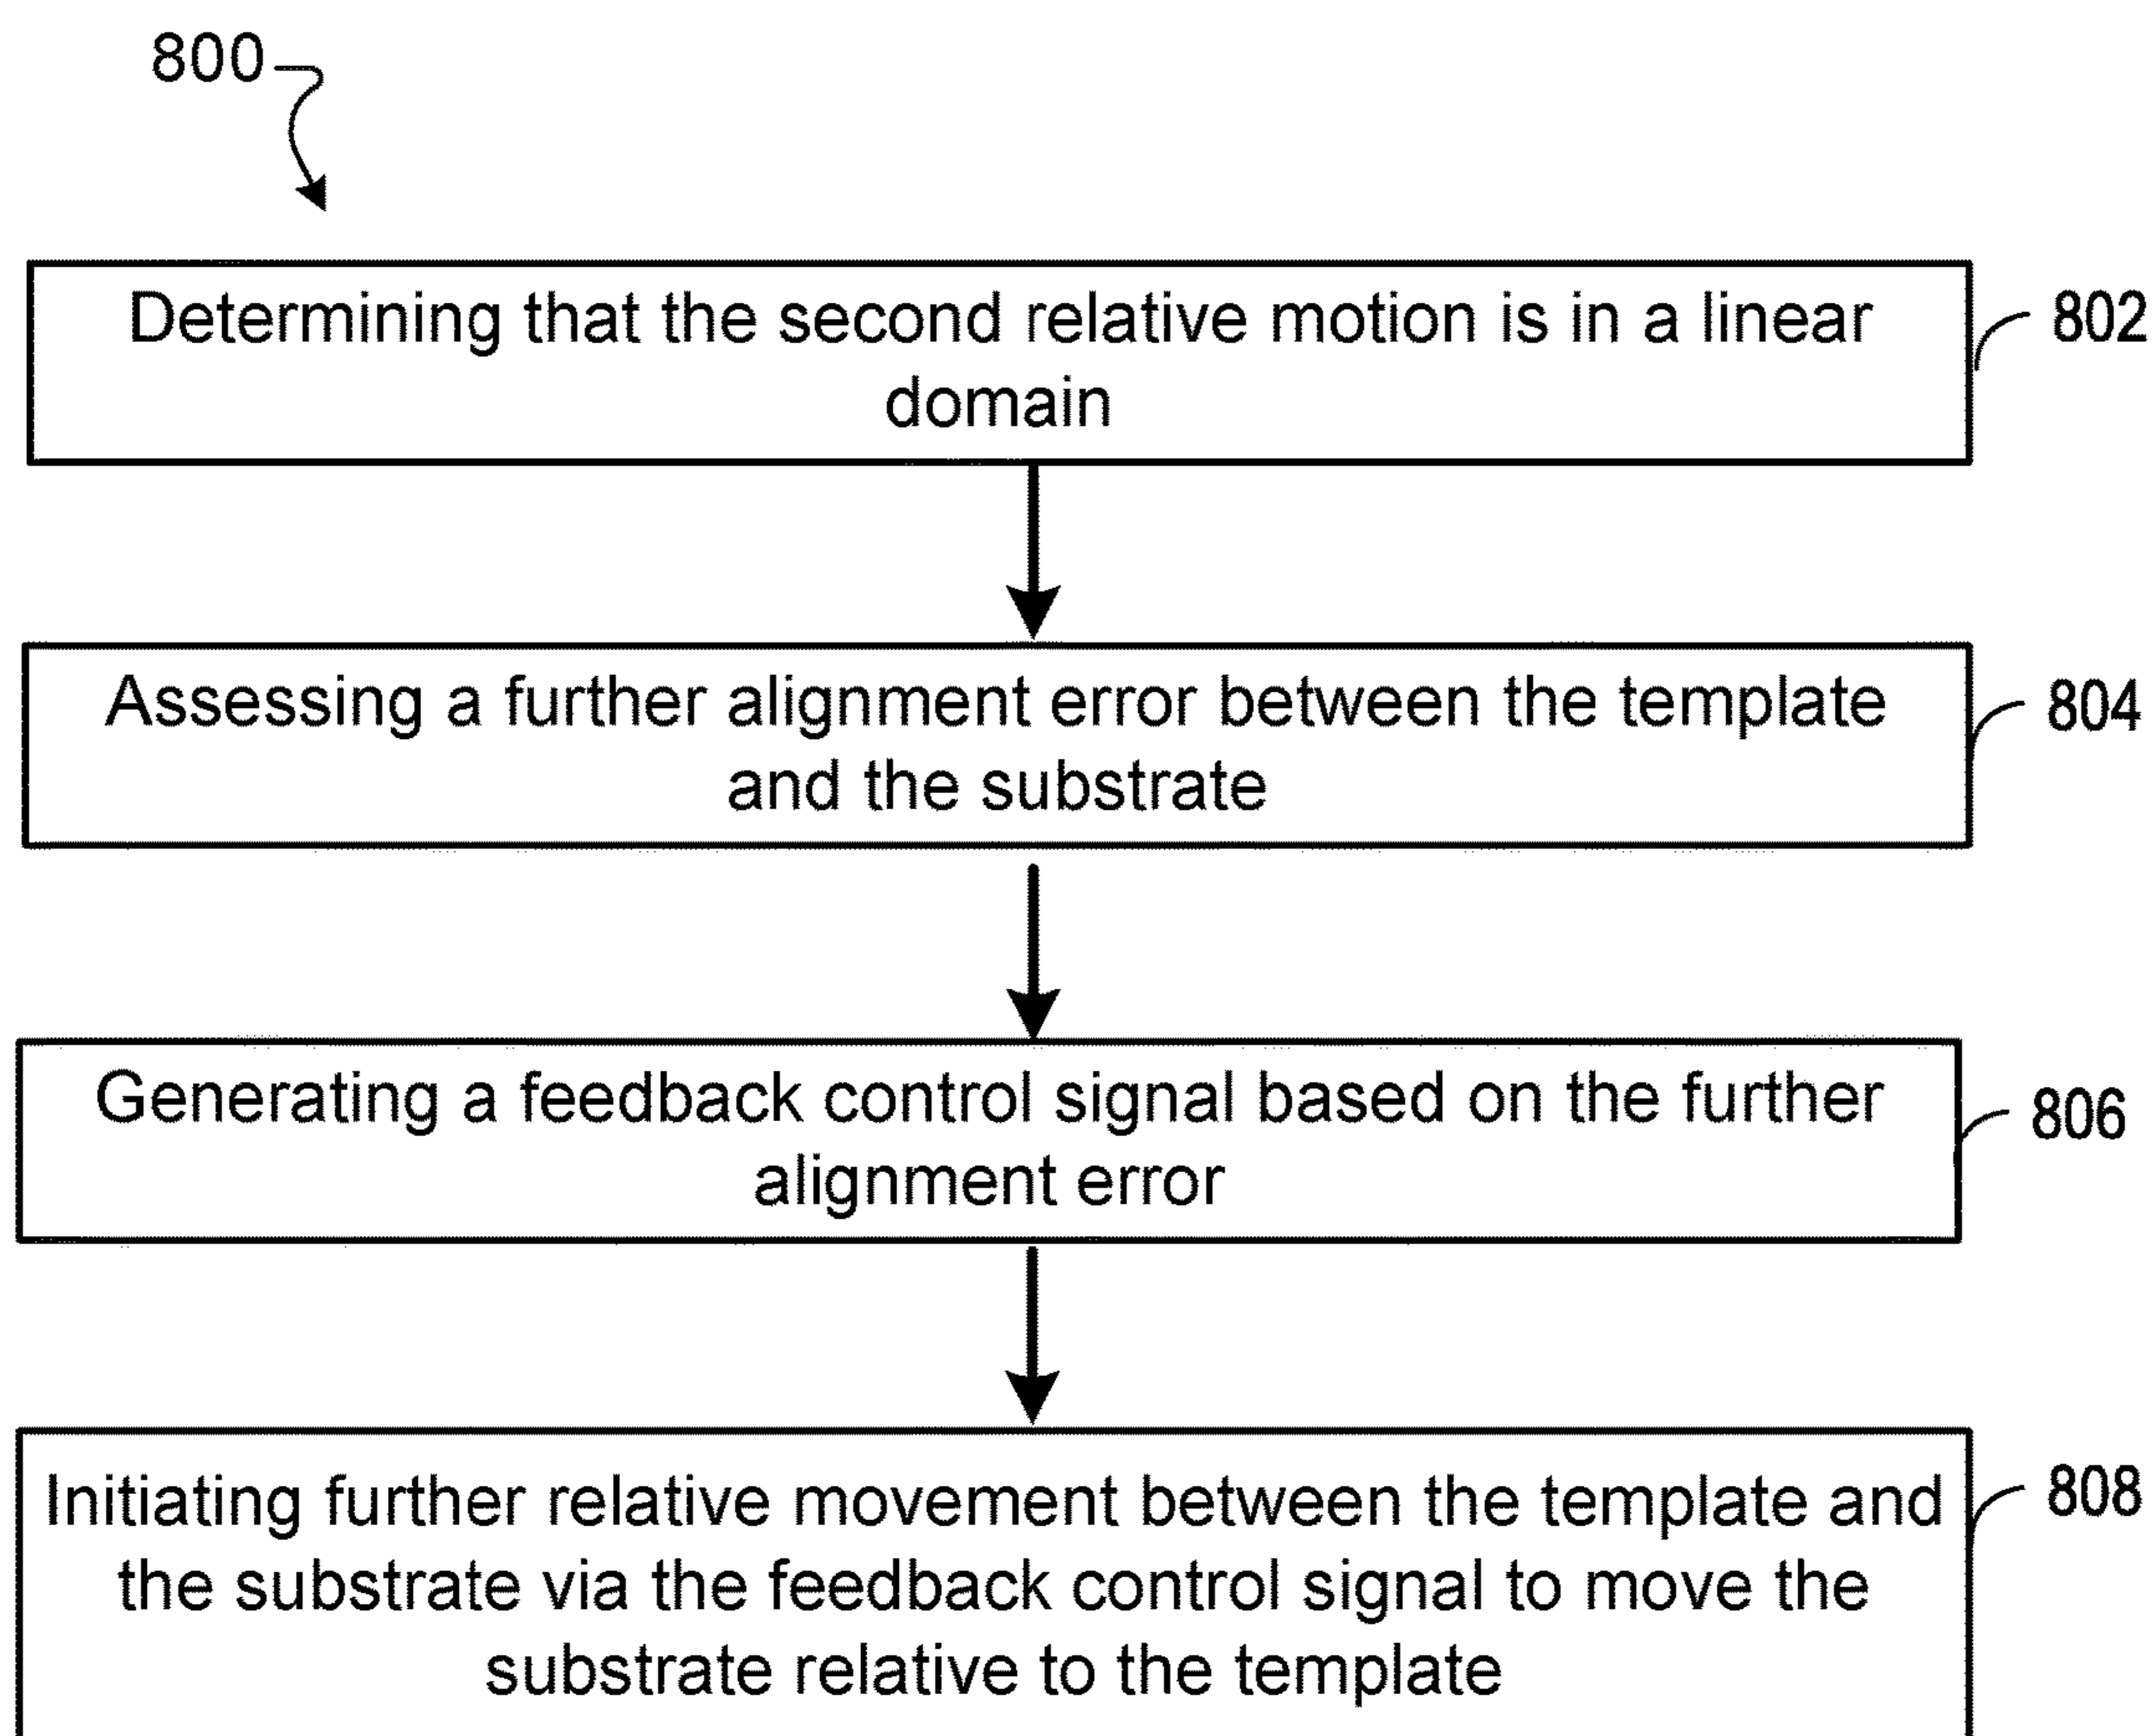 800
Determining that the second relative motion is in a linear
domain
802
Assessing a further alignment error between the template
and the substrate
804
Generating a feedback control signal based on the further
alignment error
806
Initiating further relative movement between the template and
the substrate via the feedback control signal to move the
substrate relative to the template
808